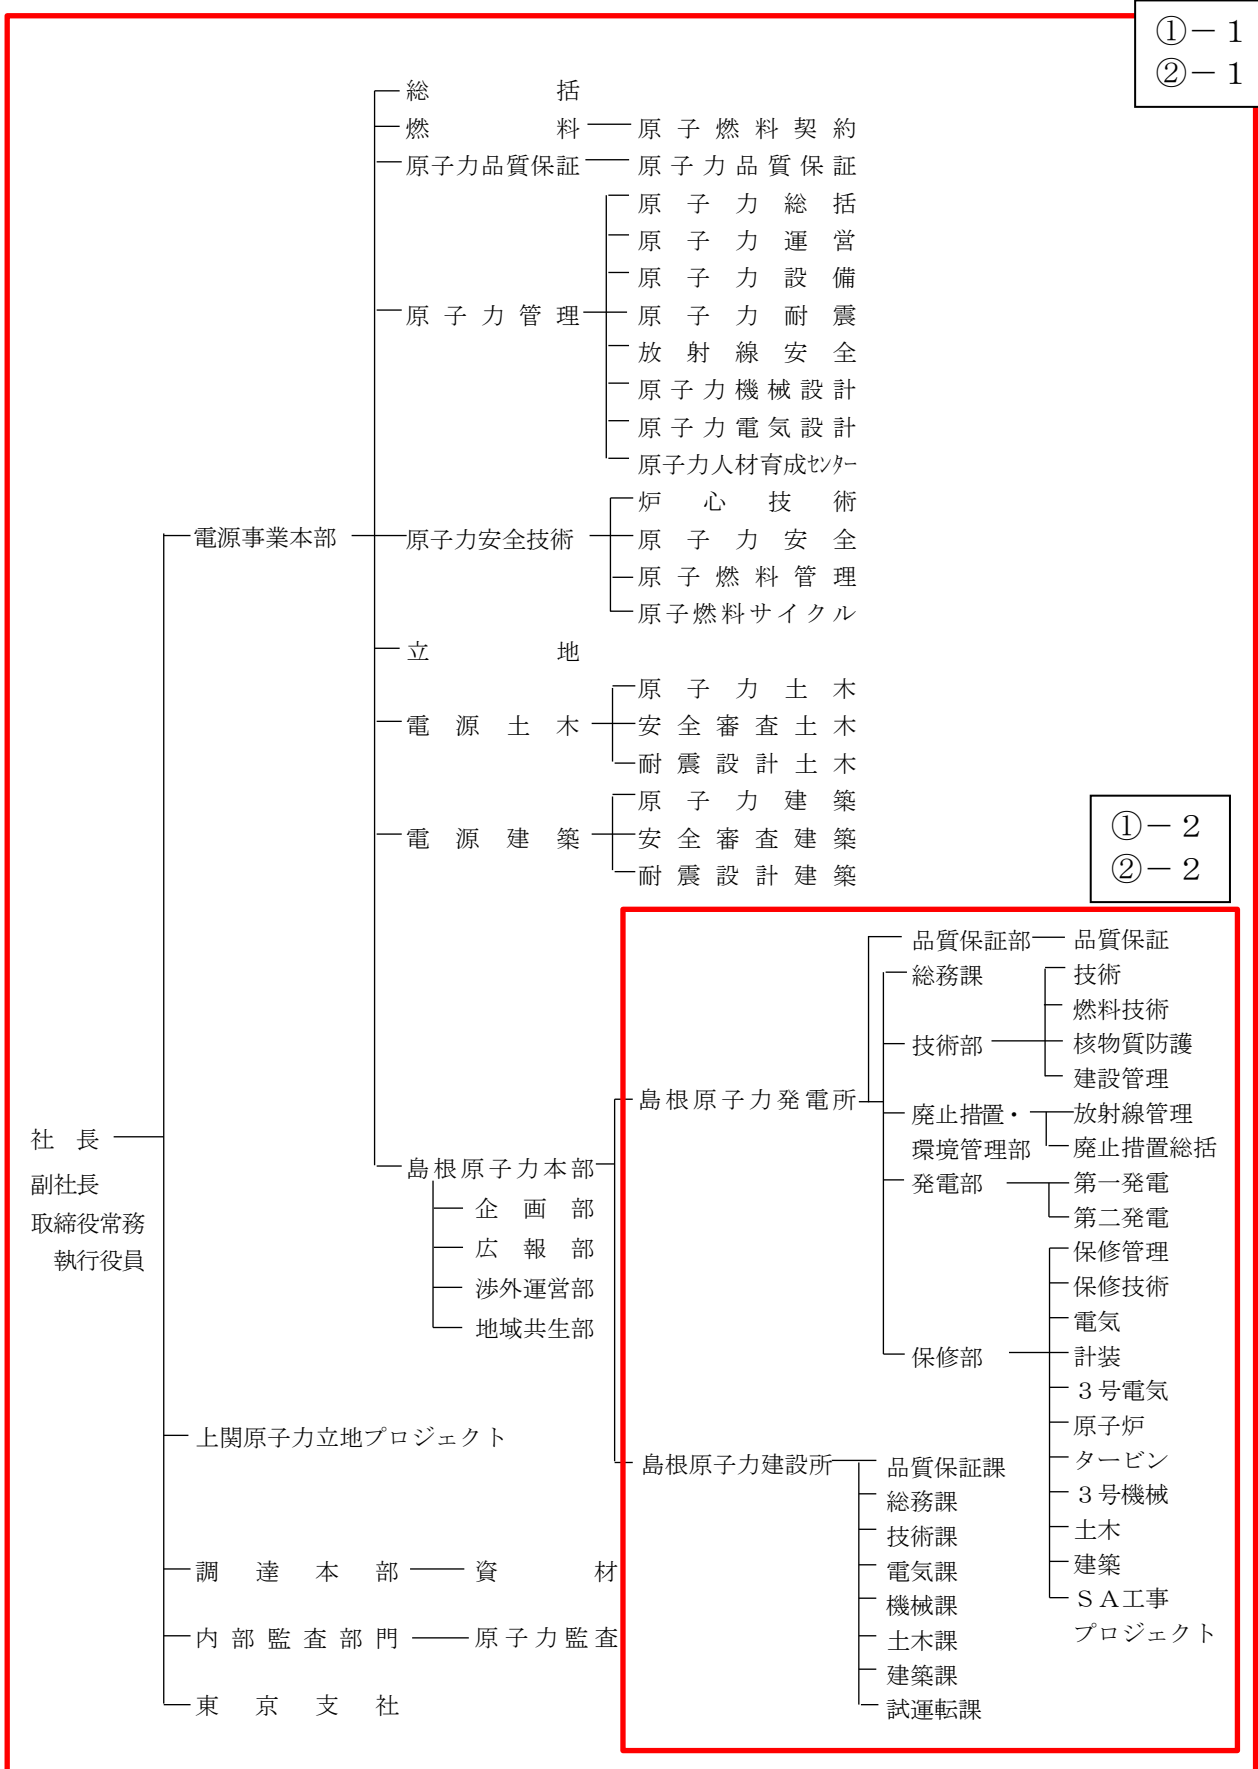 ①－１
②－１
総括
燃料
原子燃料契約
原子力品質保証
原子力品質保証
原子力管理
原子力総括
原子力運営
原子力設備
原子力耐震
放射線安全
原子力機械設計
原子力電気設計
原子力人材育成ｾﾝﾀｰ
電源事業本部
原子力安全技術
炉心技術
原子力安全
原子燃料管理
原子燃料サイクル
立地
電源土木
原子力土木
安全審査土木
耐震設計土木
電源建築
原子力建築
安全審査建築
耐震設計建築
①－２
②－２
社長
副社長
取締役常務
執行役員
島根原子力本部
企画部
広報部
渉外運営部
地域共生部
島根原子力発電所
品質保証部
品質保証
総務課
技術部
技術
燃料技術
核物質防護
建設管理
廃止措置・
環境管理部
放射線管理
廃止措置総括
発電部
第一発電
第二発電
保修部
保修管理
保修技術
電気
計装
３号電気
原子炉
タービン
３号機械
土木
建築
ＳＡ工事
プロジェクト
島根原子力建設所
品質保証課
総務課
技術課
電気課
機械課
土木課
建築課
試運転課
上関原子力立地プロジェクト
調達本部
資材
内部監査部門
原子力監査
東京支社